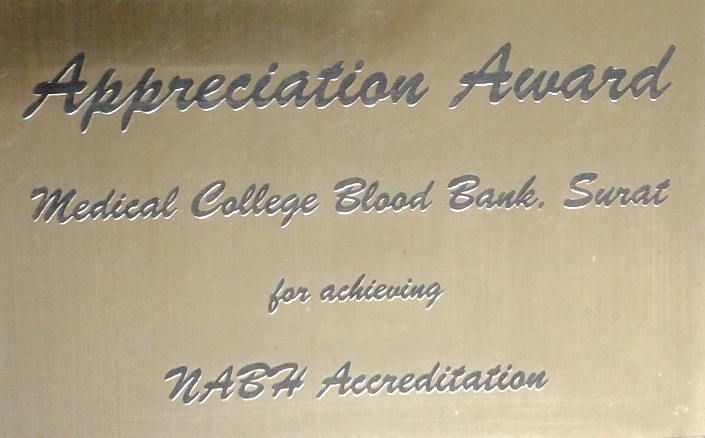 Appreciation Award
Medical College Blood Bank, Surat
for achieving
NABH Accreditation